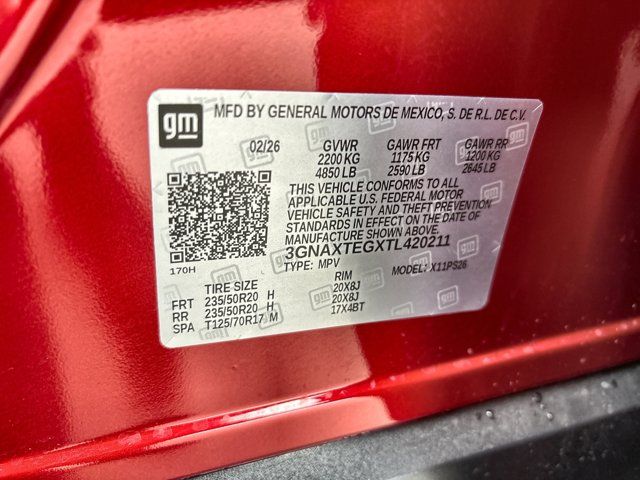 gm
MFD BY GENERAL MOTORS DE MEXICO, S. DE R.L. DE C.V.
02/26 GVWR GAWR FRT GAWR RR
2200 KG 1175 KG 1200 KG
4850 LB 2590 LB 2645 LB
THIS VEHICLE CONFORMS TO ALL
APPLICABLE U.S. FEDERAL MOTOR
VEHICLE SAFETY AND THEFT PREVENTION
STANDARDS IN EFFECT ON THE DATE OF
MANUFACTURE SHOWN ABOVE.
3GNAXTEGXTL420211
170H TYPE: MPV MODEL: X11PS26
TIRE SIZE RIM
FRT 235/50R20 H 20X8J
RR 235/50R20 H 20X8J
SPA T125/70R17 M 17X4BT